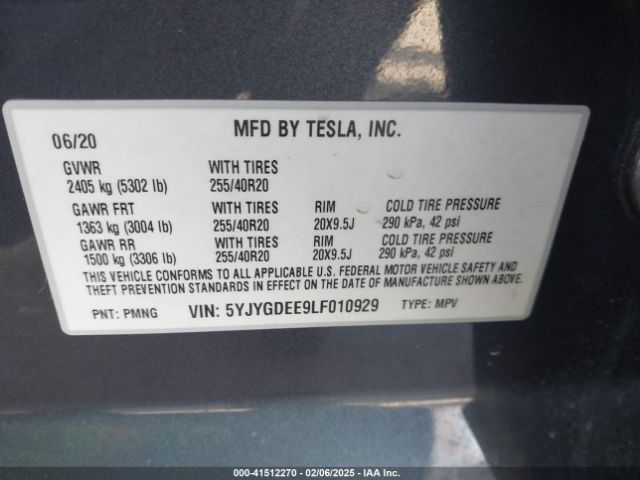 06/20 MFD BY TESLA, INC.
GVWR WITH TIRES
2405 kg (5302 lb) 255/40R20
GAWR FRT WITH TIRES RIM COLD TIRE PRESSURE
1363 kg (3004 lb) 255/40R20 20X9.5J 290 kPa, 42 psi
GAWR RR WITH TIRES RIM COLD TIRE PRESSURE
1500 kg (3306 lb) 255/40R20 20X9.5J 290 kPa, 42 psi
THIS VEHICLE CONFORMS TO ALL APPLICABLE U.S. FEDERAL MOTOR VEHICLE SAFETY AND
THEFT PREVENTION STANDARDS IN EFFECT ON THE DATE OF MANUFACTURE SHOWN ABOVE.
PNT: PMNG VIN: 5YJYGDEE9LF010929 TYPE: MPV
000-41512270 — 02/06/2025 — IAA Inc.